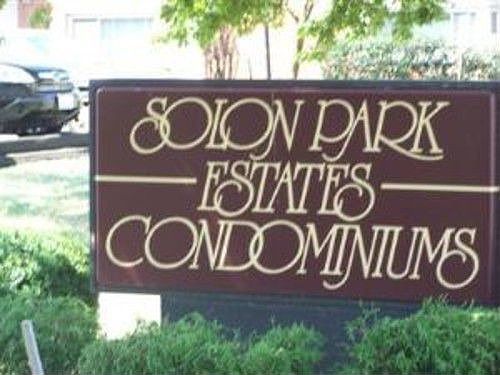 SOLON PARK
ESTATES
CONDOMINIUMS